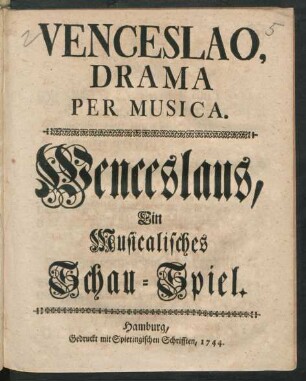 VENCESLAO,
DRAMA
PER MUSICA.
Wenceslaus,
Ein
Musicalisches
Schau-Spiel.
Hamburg,
Gedruckt mit Spieringischen Schrifften, 1744.